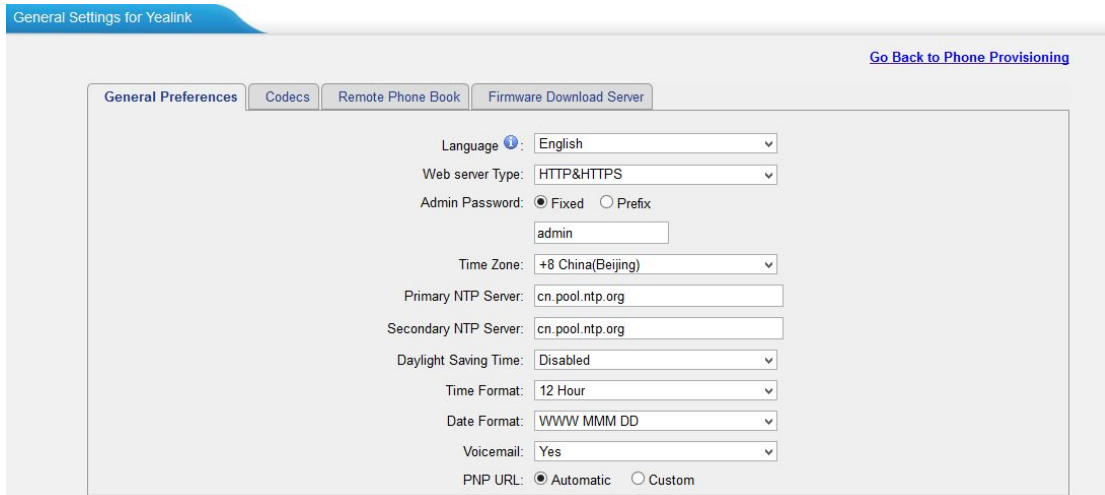 General Settings for Yealink
Go Back to Phone Provisioning
General Preferences Codecs Remote Phone Book Firmware Download Server
Language i : English
Web server Type: HTTP&HTTPS
Admin Password: Fixed Prefix
admin
Time Zone: +8 China(Beijing)
Primary NTP Server: cn.pool.ntp.org
Secondary NTP Server: cn.pool.ntp.org
Daylight Saving Time: Disabled
Time Format: 12 Hour
Date Format: WWW MMM DD
Voicemail: Yes
PNP URL: Automatic Custom